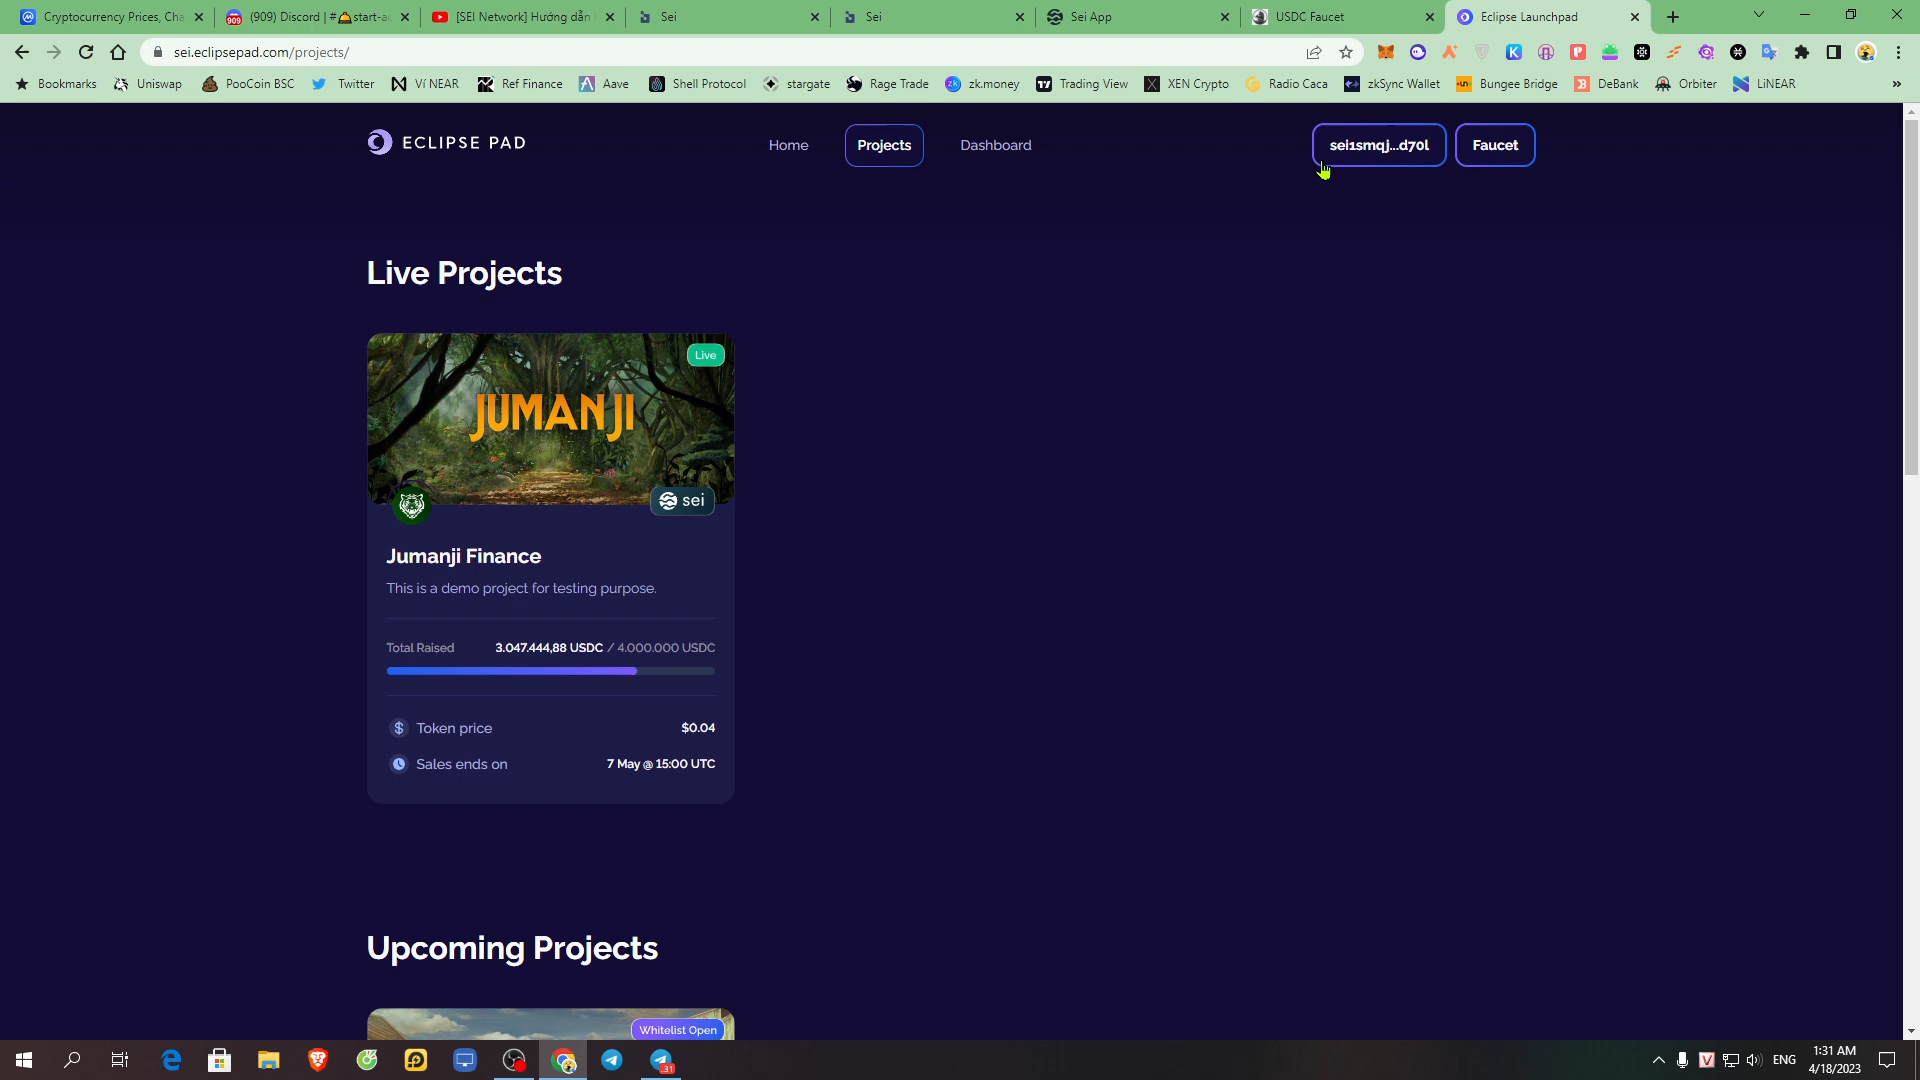 Cryptocurrency Prices, Cha
(909) Discord | #🛎start-ac
[SEI Network] Hướng dẫn
Sei
Sei
Sei App
USDC Faucet
Eclipse Launchpad
sei.eclipsepad.com/projects/
Bookmarks
Uniswap
PooCoin BSC
Twitter
Ví NEAR
Ref Finance
Aave
Shell Protocol
stargate
Rage Trade
zk.money
Trading View
XEN Crypto
Radio Caca
zkSync Wallet
Bungee Bridge
DeBank
Orbiter
LiNEAR
»
ECLIPSE PAD
Home
Projects
Dashboard
sei1smqj...d70l
Faucet
Live Projects
Live
JUMANJI
sei
Jumanji Finance
This is a demo project for testing purpose.
Total Raised 3.047.444,88 USDC / 4.000.000 USDC
Token price $0.04
Sales ends on 7 May @ 15:00 UTC
Upcoming Projects
Whitelist Open
31
ENG
1:31 AM
4/18/2023